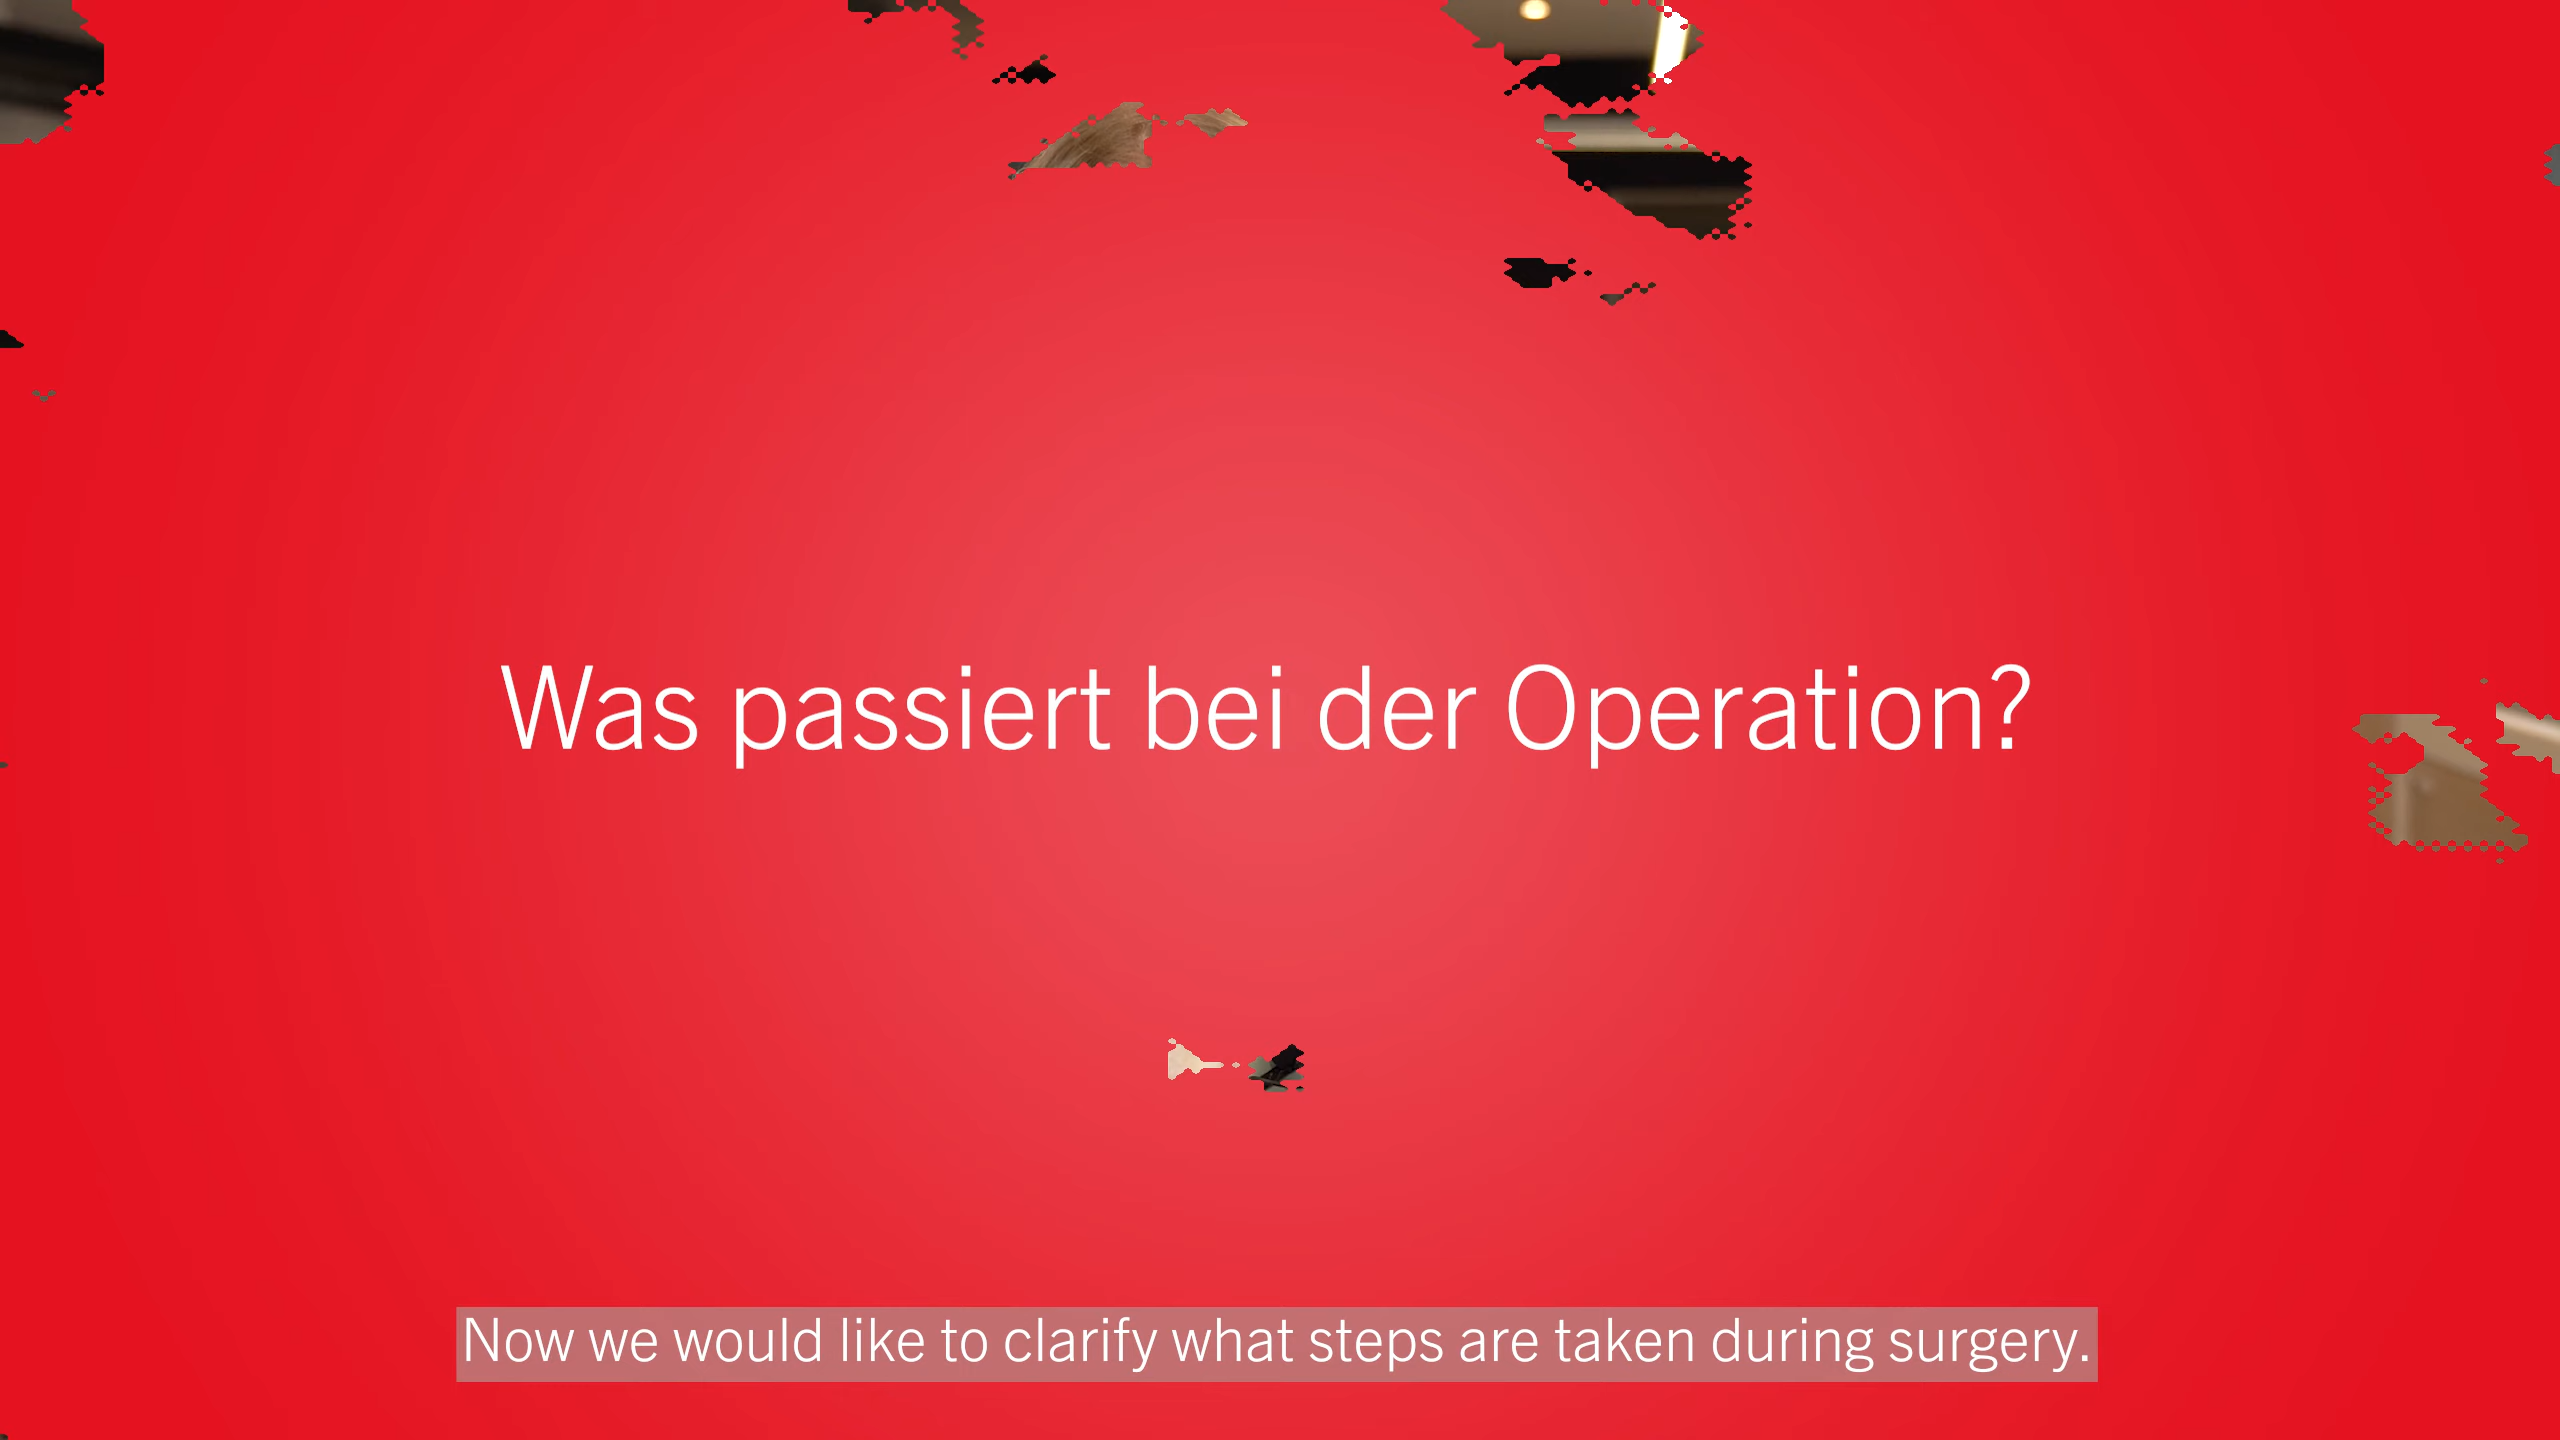 Was passiert bei der Operation?
Now we would like to clarify what steps are taken during surgery.